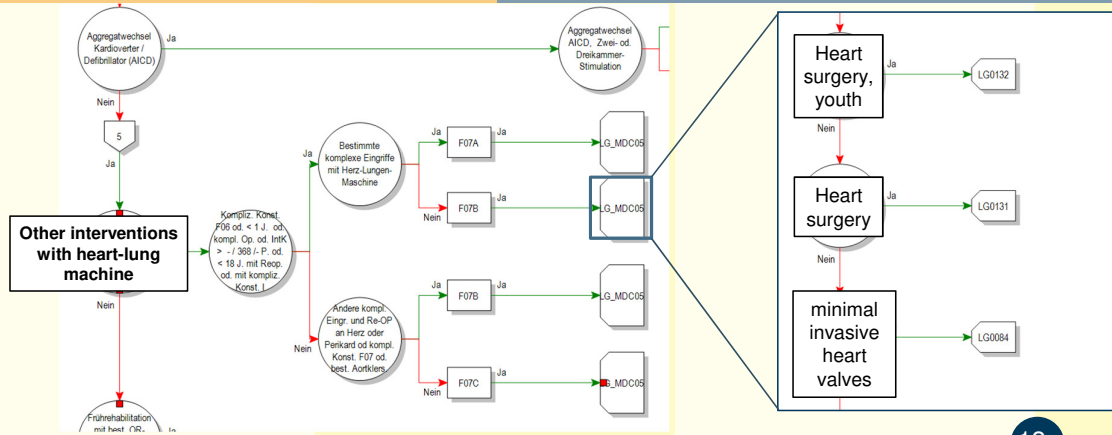 Aggregatwechsel
Kardioverter /
Defibrillator (AICD)
Ja
Aggregatwechsel
AICD, Zwei- od.
Dreikammer-
Stimulation
Nein
5
Ja
Other interventions
with heart-lung
machine
Nein
Kompliz. Konst.
F06 od. < 1 J. od.
kompl. Op. od. IntK
> - / 368 /- P. od.
< 18 J. mit Reop.
od. mit kompliz.
Konst. I
Ja
Nein
Bestimmte
komplexe Eingriffe
mit Herz-Lungen-
Maschine
Ja
F07A
Ja
LG_MDC05
Nein
F07B
Ja
LG_MDC05
Andere kompl.
Eingr. und Re-OP
an Herz oder
Perikard od kompl.
Konst. F07 od.
best. Aortklers.
Ja
F07B
Ja
LG_MDC05
Nein
F07C
Ja
G_MDC05
Frührehabilitation
mit best. OR-
Ja
Heart
surgery,
youth
Ja
LG0132
Nein
Heart
surgery
Ja
LG0131
Nein
minimal
invasive
heart
valves
LG0084